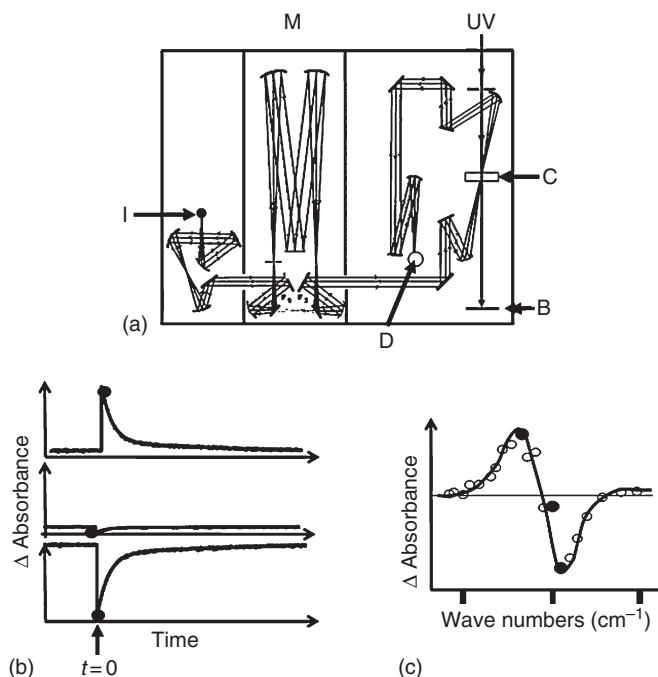 M
UV
I
C
B
D
(a)
Δ Absorbance
Time
t=0
(b)
Δ Absorbance
Wave numbers (cm⁻¹)
(c)